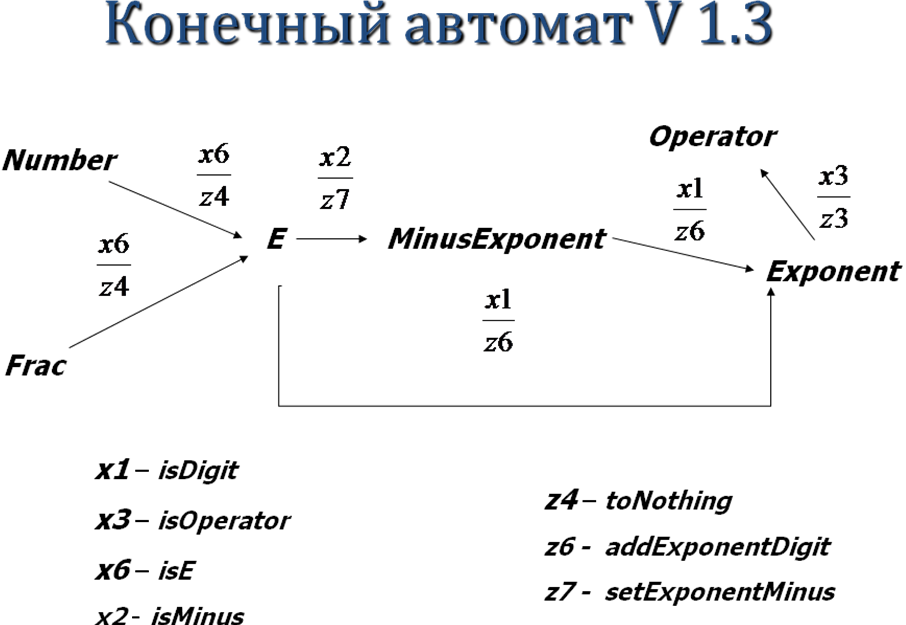 Конечный автомат V 1.3
Operator
Number
x6
z4
x2
z7
x1
z6
x3
z3
E
MinusExponent
Exponent
x6
z4
x1
z6
Frac
x1 – isDigit
x3 – isOperator
x6 – isE
x2 - isMinus
z4 – toNothing
z6 - addExponentDigit
z7 - setExponentMinus